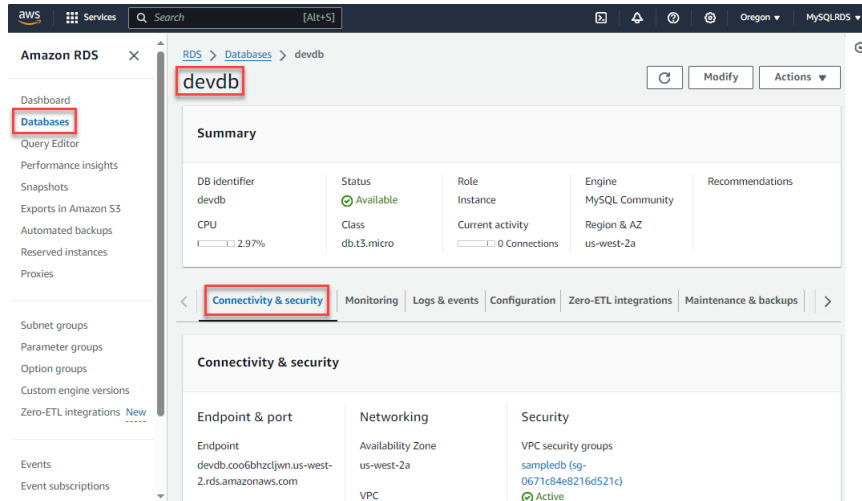 aws
Services
Search
[Alt+S]
Oregon
MySQLRDS
Amazon RDS
Dashboard
Databases
Query Editor
Performance insights
Snapshots
Exports in Amazon S3
Automated backups
Reserved instances
Proxies
Subnet groups
Parameter groups
Option groups
Custom engine versions
Zero-ETL integrations New
Events
Event subscriptions
RDS > Databases > devdb
devdb
Modify
Actions
Summary
DB identifier
devdb
Status
Available
Role
Instance
Engine
MySQL Community
Recommendations
CPU
2.97%
Class
db.t3.micro
Current activity
0 Connections
Region & AZ
us-west-2a
Connectivity & security
Monitoring
Logs & events
Configuration
Zero-ETL integrations
Maintenance & backups
Connectivity & security
Endpoint & port
Endpoint
devdb.coo6bhzcljwn.us-west-
2.rds.amazonaws.com
Networking
Availability Zone
us-west-2a
VPC
Security
VPC security groups
sampledb (sg-
0671c84e8216d521c)
Active